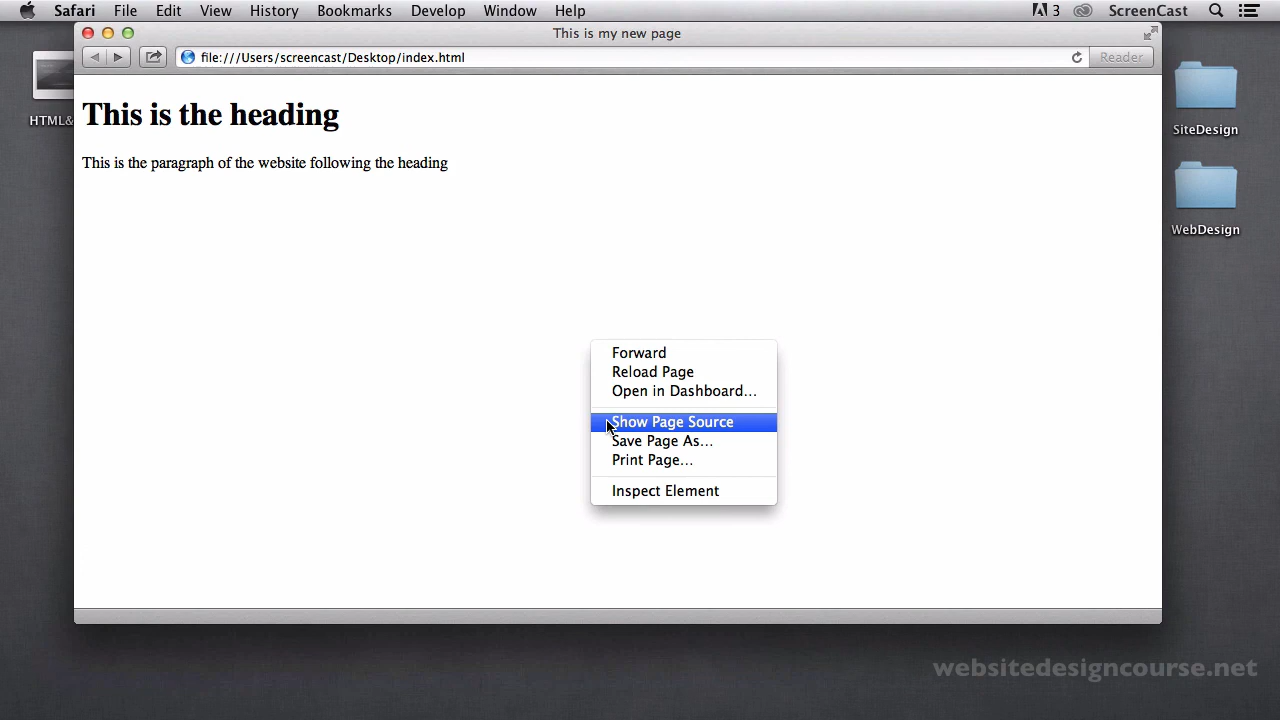 Safari File Edit View History Bookmarks Develop Window Help 3 ScreenCast
This is my new page
file:///Users/screencast/Desktop/index.html Reader
HTML&
This is the heading
This is the paragraph of the website following the heading
SiteDesign
WebDesign
Forward
Reload Page
Open in Dashboard...
Show Page Source
Save Page As...
Print Page...
Inspect Element
websitedesigncourse.net